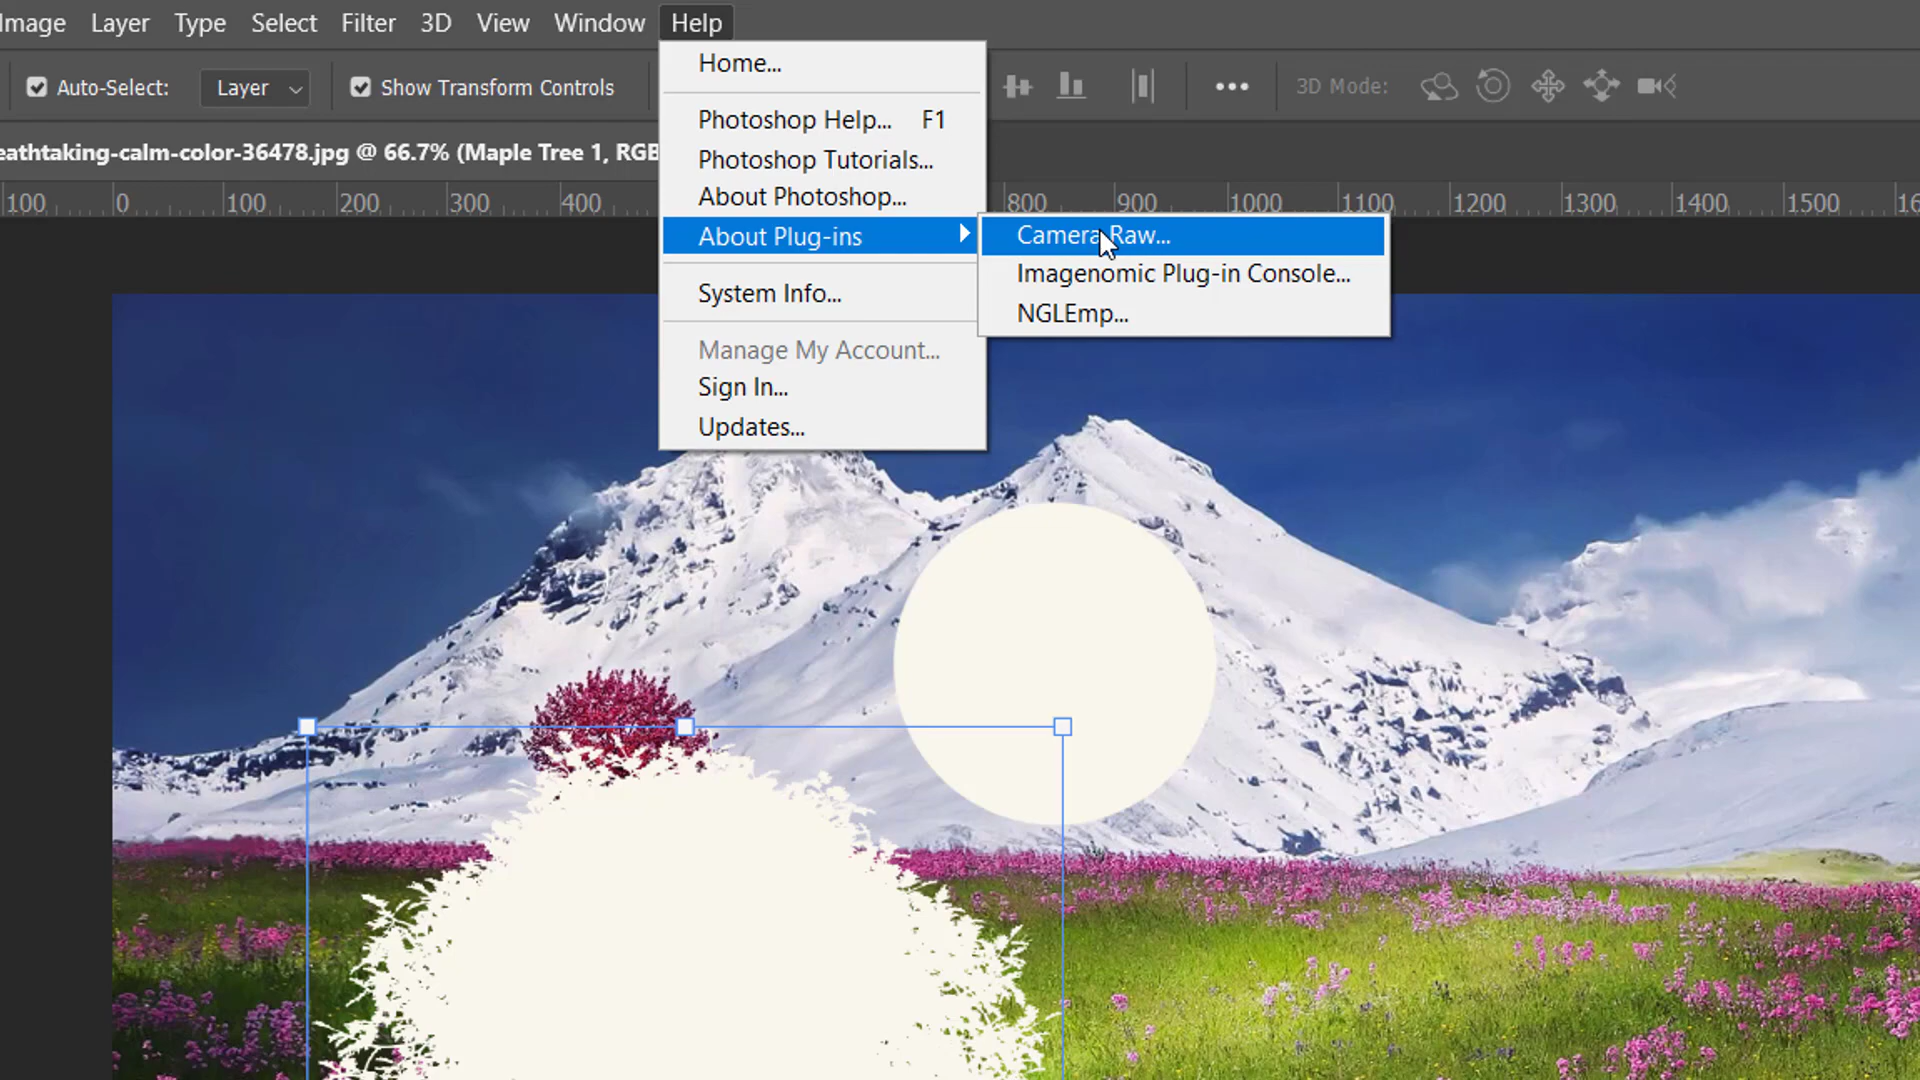 Image Layer Type Select Filter 3D View Window Help
Auto-Select: Layer Show Transform Controls 3D Mode:
eathtaking-calm-color-36478.jpg @ 66.7% (Maple Tree 1, RGB
100 0 100 200 300 400 800 900 1000 1100 1200 1300 1400 1500 16
Home...
Photoshop Help... F1
Photoshop Tutorials...
About Photoshop...
About Plug-ins
System Info...
Manage My Account...
Sign In...
Updates...
Camera Raw...
Imagenomic Plug-in Console...
NGLEmp...